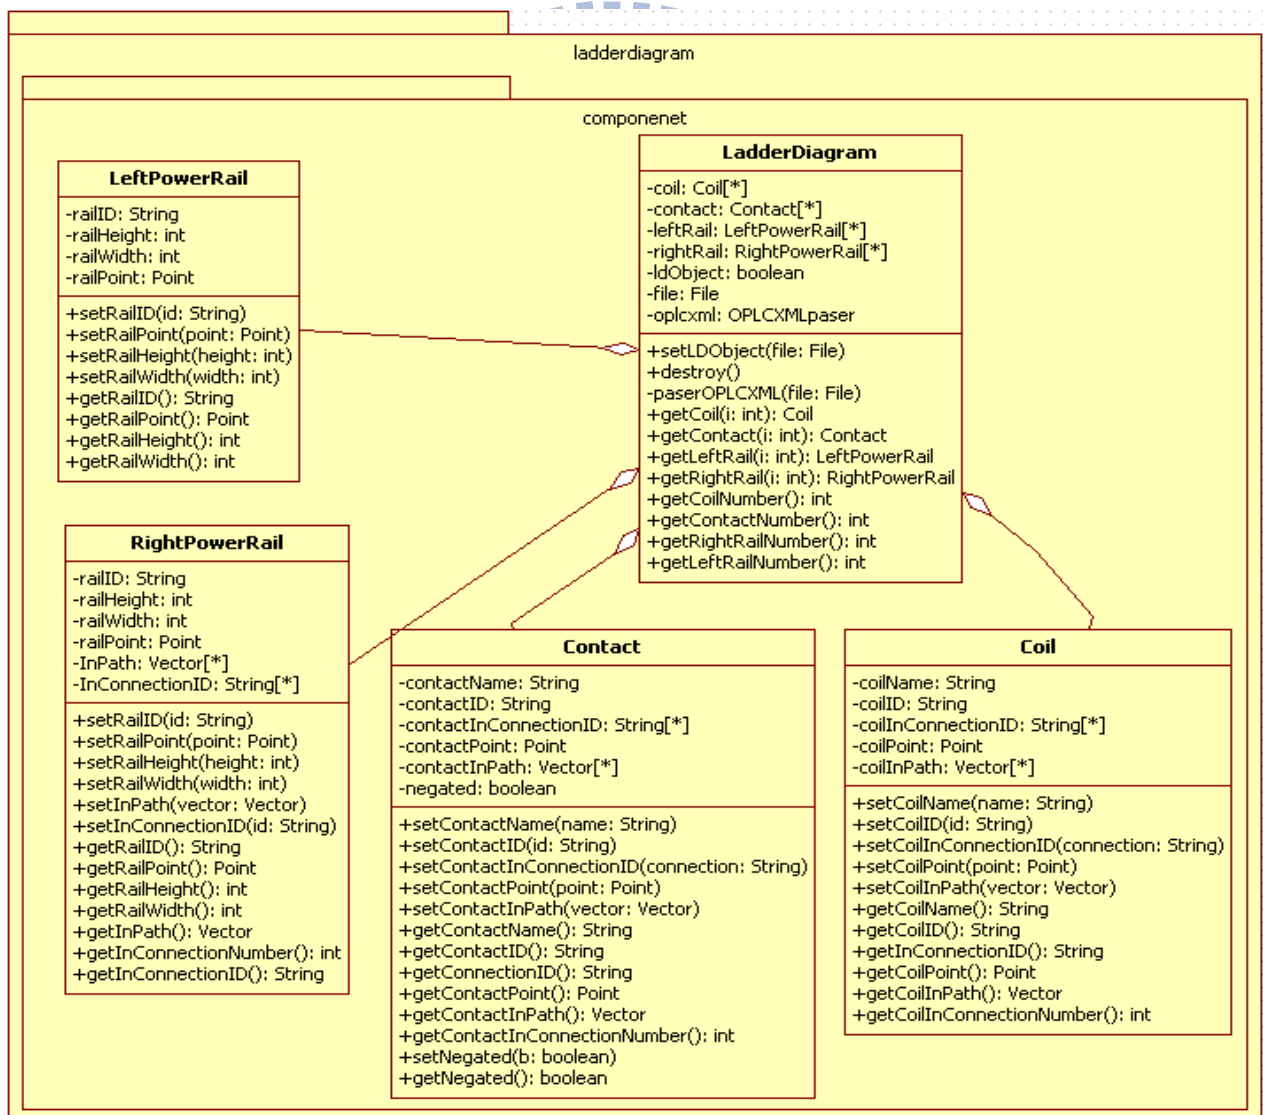 ladderdiagram
componenet
LeftPowerRail
-railID: String
-railHeight: int
-railWidth: int
-railPoint: Point
+setRailID(id: String)
+setRailPoint(point: Point)
+setRailHeight(height: int)
+setRailWidth(width: int)
+getRailID(): String
+getRailPoint(): Point
+getRailHeight(): int
+getRailWidth(): int
LadderDiagram
-coil: Coil[*]
-contact: Contact[*]
-leftRail: LeftPowerRail[*]
-rightRail: RightPowerRail[*]
-ldObject: boolean
-file: File
-oplcxml: OPLCXMLpaser
+setLDObject(file: File)
+destroy()
-paserOPLCXML(file: File)
+getCoil(i: int): Coil
+getContact(i: int): Contact
+getLeftRail(i: int): LeftPowerRail
+getRightRail(i: int): RightPowerRail
+getCoilNumber(): int
+getContactNumber(): int
+getRightRailNumber(): int
+getLeftRailNumber(): int
RightPowerRail
-railID: String
-railHeight: int
-railWidth: int
-railPoint: Point
-InPath: Vector[*]
-InConnectionID: String[*]
+setRailID(id: String)
+setRailPoint(point: Point)
+setRailHeight(height: int)
+setRailWidth(width: int)
+setInPath(vector: Vector)
+setInConnectionID(id: String)
+getRailID(): String
+getRailPoint(): Point
+getRailHeight(): int
+getRailWidth(): int
+getInPath(): Vector
+getInConnectionNumber(): int
+getInConnectionID(): String
Contact
-contactName: String
-contactID: String
-contactInConnectionID: String[*]
-contactPoint: Point
-contactInPath: Vector[*]
-negated: boolean
+setContactName(name: String)
+setContactID(id: String)
+setContactInConnectionID(connection: String)
+setContactPoint(point: Point)
+setContactInPath(vector: Vector)
+getContactName(): String
+getContactID(): String
+getConnectionID(): String
+getContactPoint(): Point
+getContactInPath(): Vector
+getContactInConnectionNumber(): int
+setNegated(b: boolean)
+getNegated(): boolean
Coil
-coilName: String
-coilID: String
-coilInConnectionID: String[*]
-coilPoint: Point
-coilInPath: Vector[*]
+setCoilName(name: String)
+setCoilID(id: String)
+setCoilInConnectionID(connection: String)
+setCoilPoint(point: Point)
+setCoilInPath(vector: Vector)
+getCoilName(): String
+getCoilID(): String
+getInConnectionID(): String
+getCoilPoint(): Point
+getCoilInPath(): Vector
+getCoilInConnectionNumber(): int